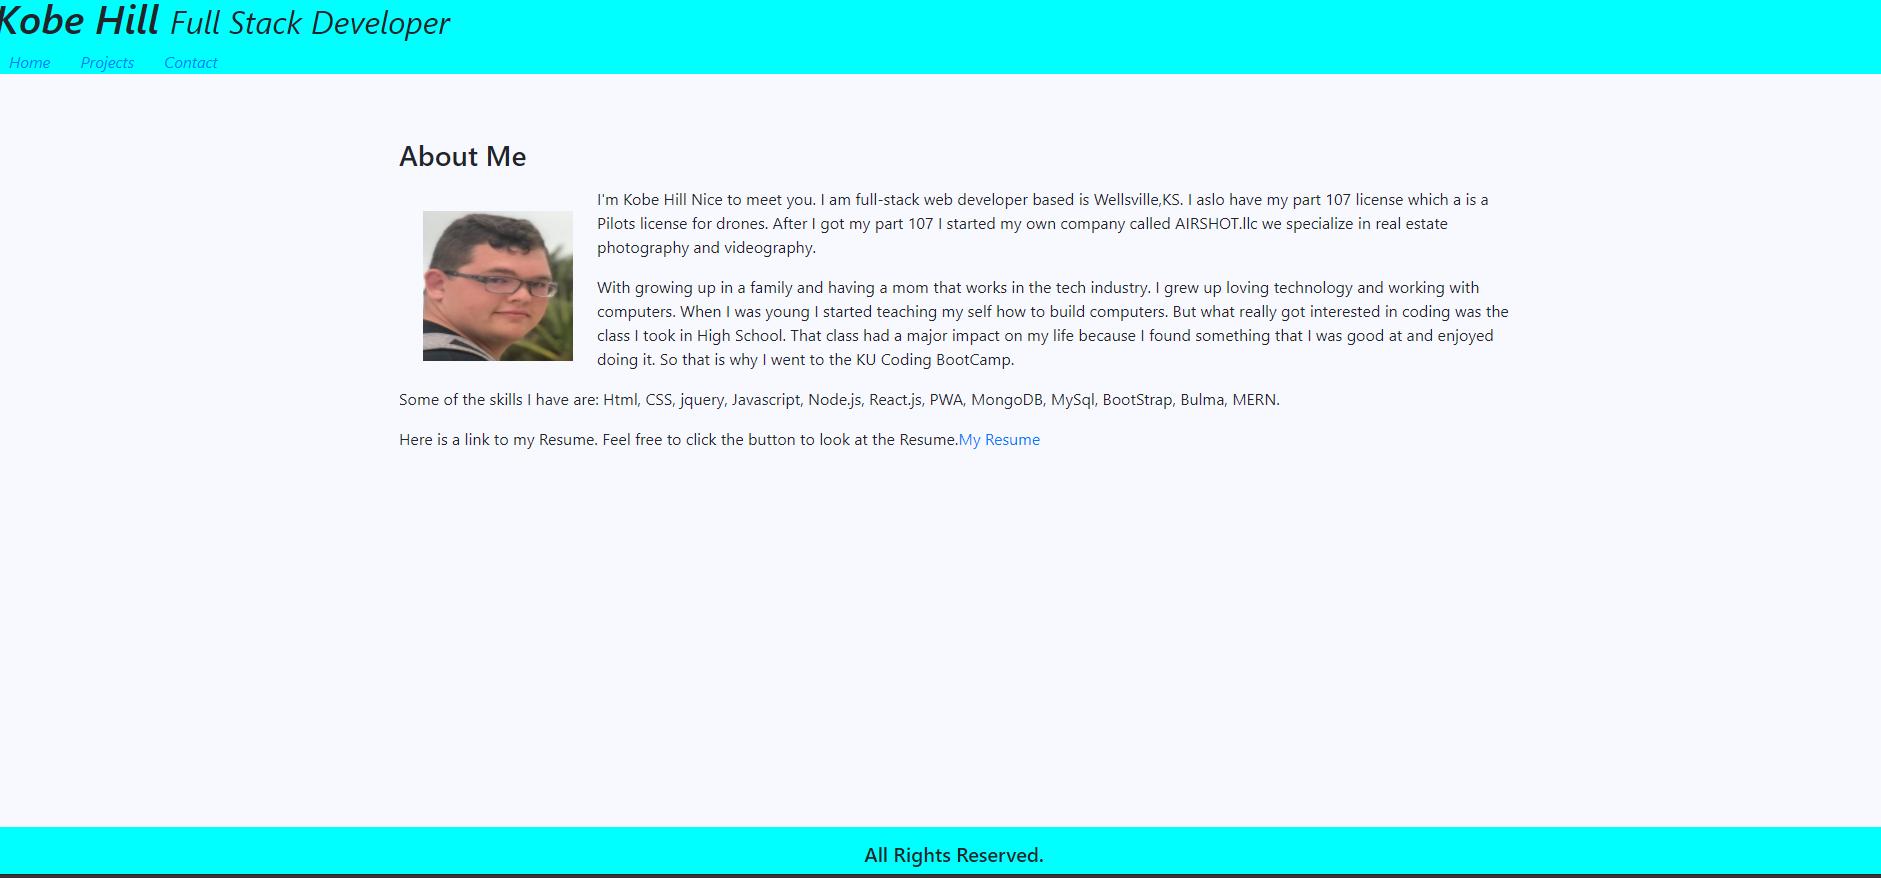 Kobe Hill Full Stack Developer
Home Projects Contact
About Me
I'm Kobe Hill Nice to meet you. I am full-stack web developer based is Wellsville,KS. I aslo have my part 107 license which a is a
Pilots license for drones. After I got my part 107 I started my own company called AIRSHOT.llc we specialize in real estate
photography and videography.
With growing up in a family and having a mom that works in the tech industry. I grew up loving technology and working with
computers. When I was young I started teaching my self how to build computers. But what really got interested in coding was the
class I took in High School. That class had a major impact on my life because I found something that I was good at and enjoyed
doing it. So that is why I went to the KU Coding BootCamp.
Some of the skills I have are: Html, CSS, jquery, Javascript, Node.js, React.js, PWA, MongoDB, MySql, BootStrap, Bulma, MERN.
Here is a link to my Resume. Feel free to click the button to look at the Resume.My Resume
All Rights Reserved.